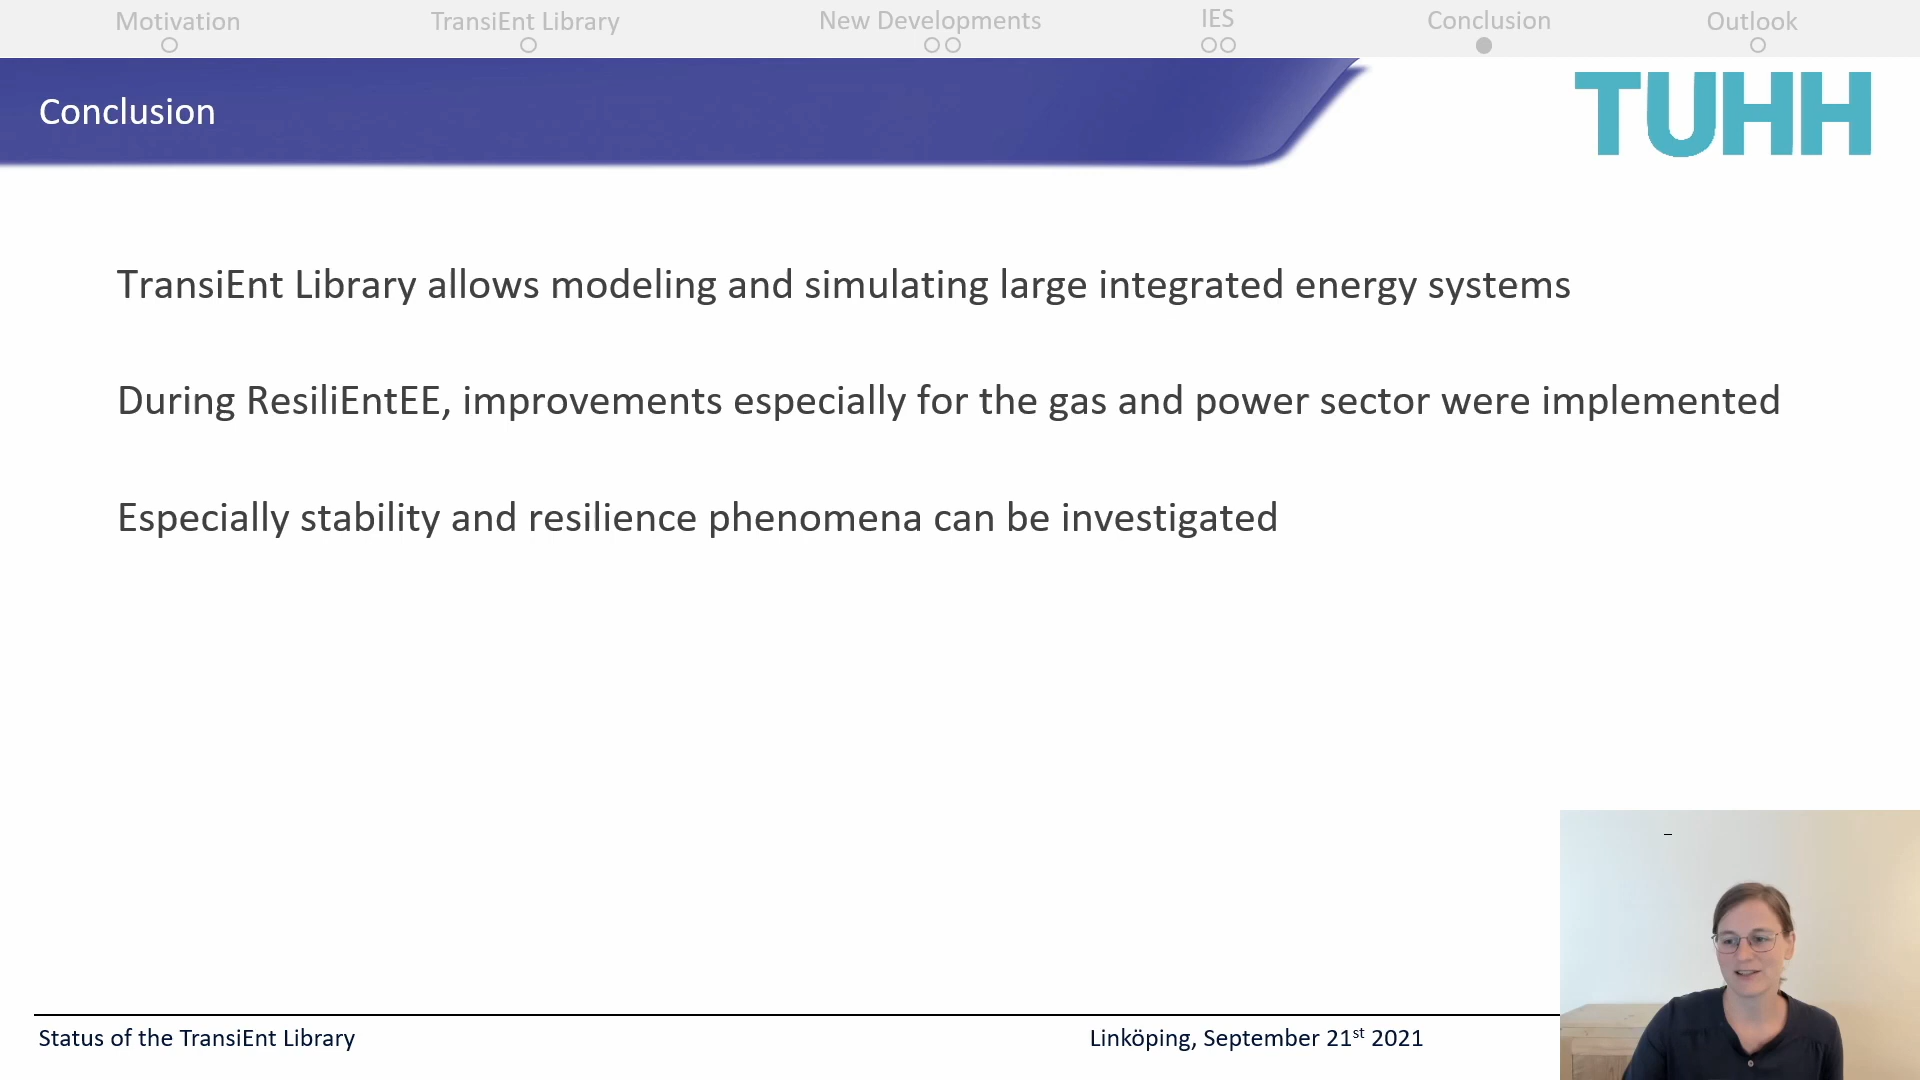 Motivation
TransiEnt Library
New Developments
IES
Conclusion
Outlook
Conclusion
TUHH
TransiEnt Library allows modeling and simulating large integrated energy systems
During ResiliEntEE, improvements especially for the gas and power sector were implemented
Especially stability and resilience phenomena can be investigated
Status of the TransiEnt Library
Linköping, September 21st 2021